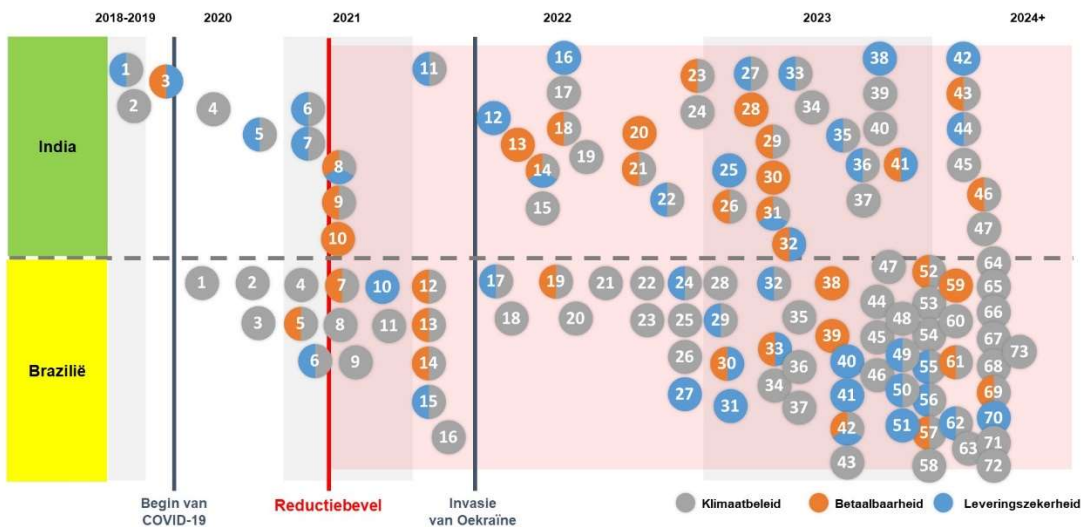 2018-2019 2020 2021 2022 2023 2024+
India
1 3 2 4 5 6 7 8 9 10
11 12 13 14 15 16 17 18 19 20 21 22
23 24 25 26 27 28 29 30 31 32 33 34
35 36 37 38 39 40 41 42 43 44 45 46 47
Brazilië
1 2 3 4 5 6 7 8 9 10 11
12 13 14 15 16 17 18 19 20 21 22 23
24 25 26 27 28 29 30 31 32 33 34 35 36 37
38 39 40 41 42 43 44 45 46 47 48 49 50 51
52 53 54 55 56 57 58 59 60 61 62 63
64 65 66 67 68 69 70 71 72 73
Begin van
COVID-19
Reductiebevel
Invasie
van Oekraïne
Klimaatbeleid Betaalbaarheid Leveringszekerheid